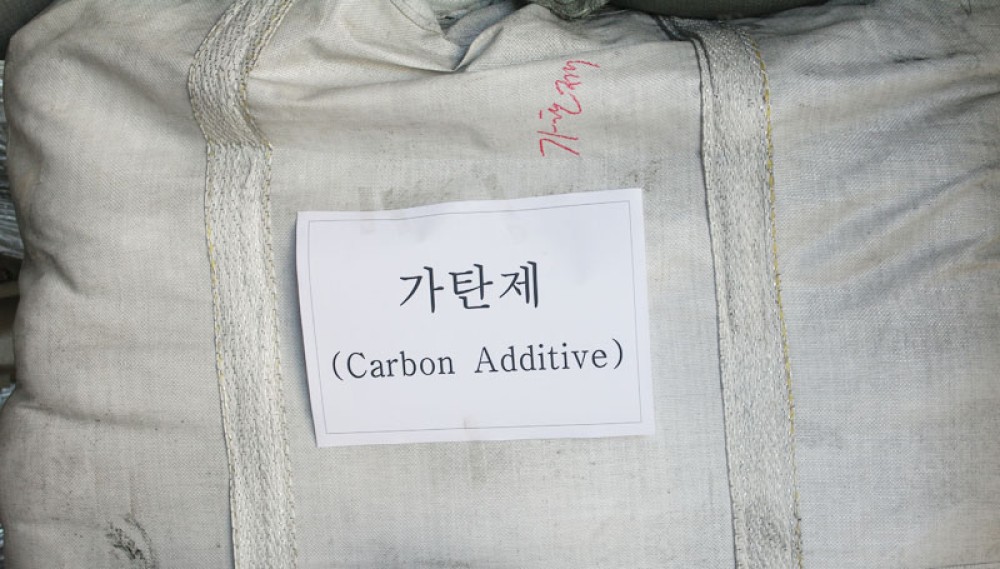 가탄제
(Carbon Additive)